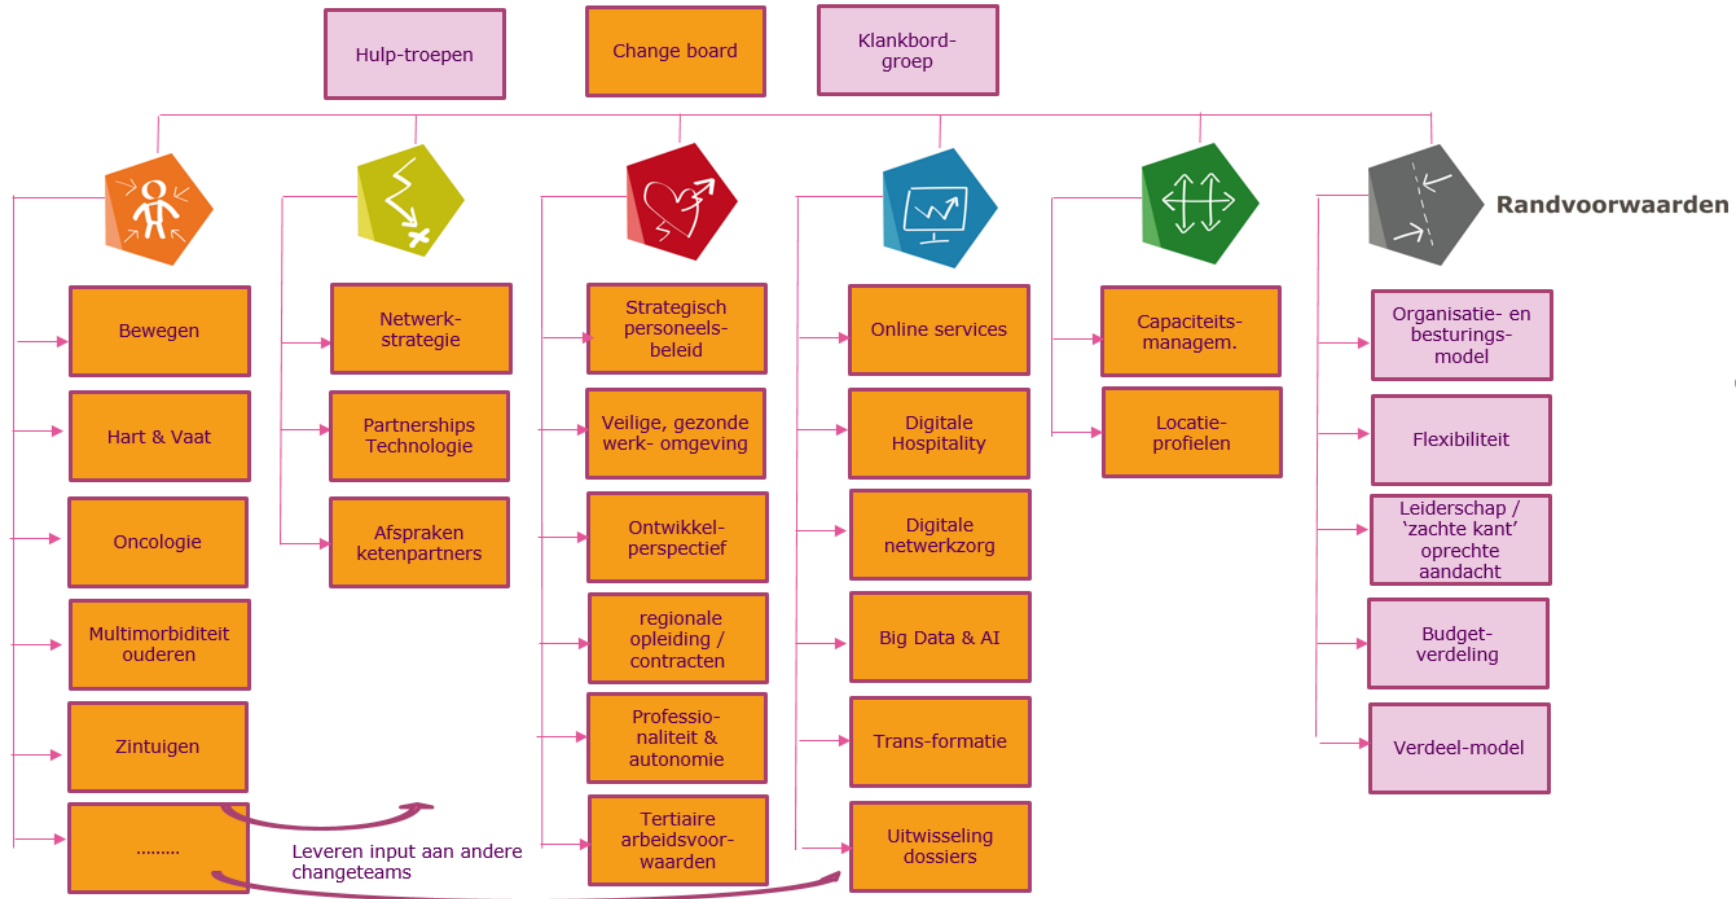 Hulp-troepen
Change board
Klankbord-
groep
Randvoorwaarden
Bewegen
Hart & Vaat
Oncologie
Multimorbiditeit
ouderen
Zintuigen
.........
Leveren input aan andere
changeteams
Netwerk-
strategie
Partnerships
Technologie
Afspraken
ketenpartners
Strategisch
personeels-
beleid
Veilige, gezonde
werk- omgeving
Ontwikkel-
perspectief
regionale
opleiding /
contracten
Professio-
naliteit &
autonomie
Tertiaire
arbeidsvoor-
waarden
Online services
Digitale
Hospitality
Digitale
netwerkzorg
Big Data & AI
Trans-formatie
Uitwisseling
dossiers
Capaciteits-
managem.
Locatie-
profielen
Organisatie- en
besturings-
model
Flexibiliteit
Leiderschap /
‘zachte kant’
oprechte
aandacht
Budget-
verdeling
Verdeel-model